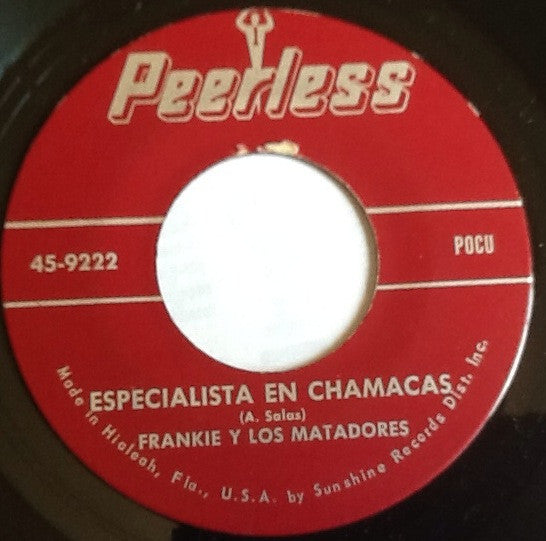 Peerless
45-9222
POCU
ESPECIALISTA EN CHAMACAS
(A. Salas)
FRANKIE Y LOS MATADORES
Made in Hialeah, Fla., U.S.A. by Sunshine Records Dist. Inc.